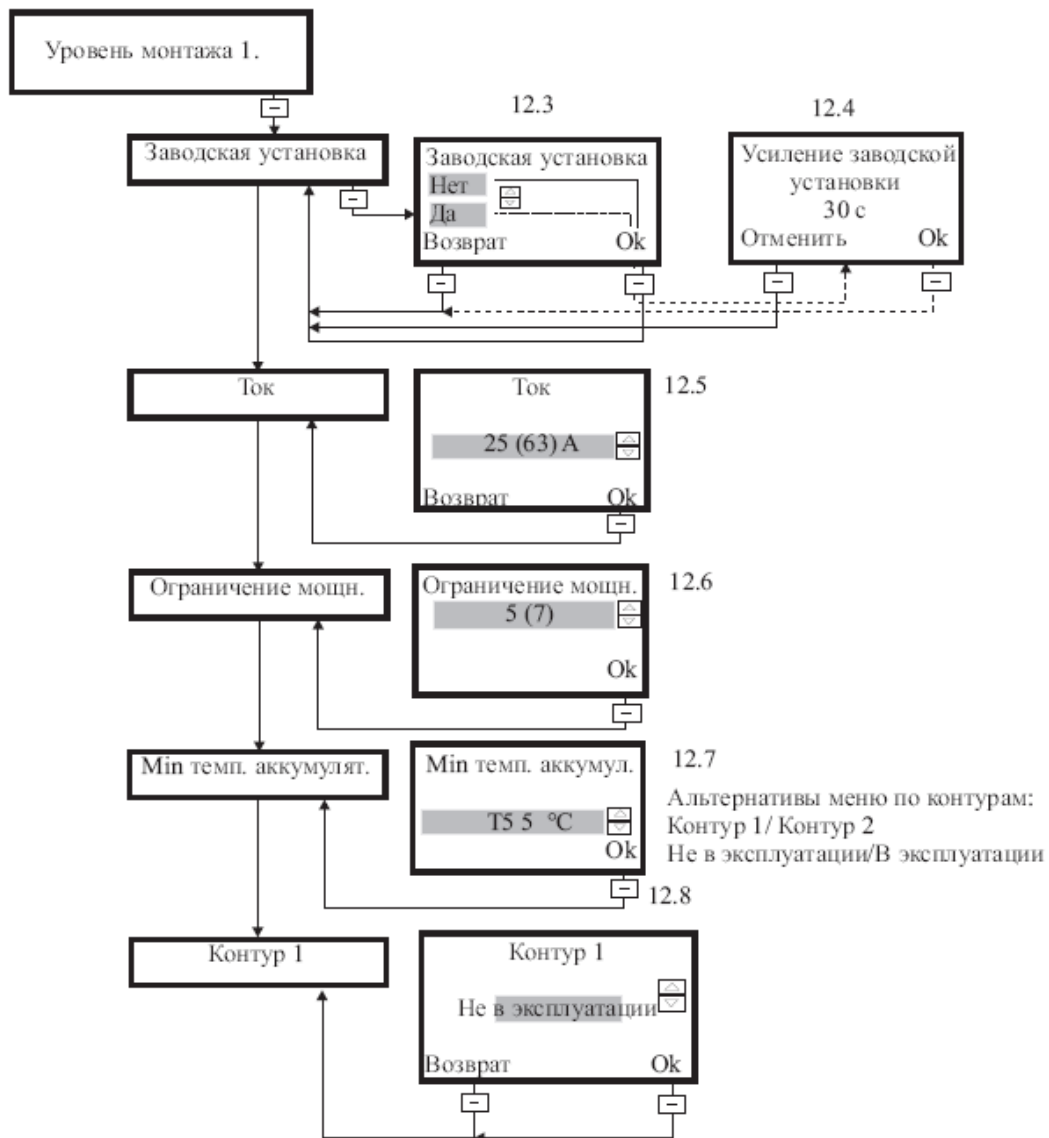 Уровень монтажа 1.
12.3
12.4
Заводская установка
Заводская установка
Нет
Да
Возврат Ok
Усиление заводской
установки
30 с
Отменить Ok
Ток
Ток
12.5
25 (63) А
Возврат Ok
Ограничение мощн.
Ограничение мощн.
12.6
5 (7)
Ok
Min темп. аккумулят.
Min темп. аккумул.
12.7
T5 5 °C
Ok
Альтернативы меню по контурам:
Контур 1/ Контур 2
Не в эксплуатации/В эксплуатации
12.8
Контур 1
Контур 1
Не в эксплуатации
Возврат Ok